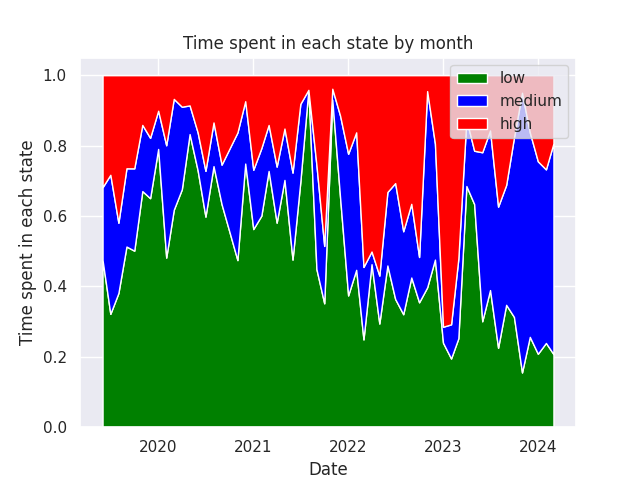 Time spent in each state by month
low
medium
high
1.0
0.8
0.6
0.4
0.2
0.0
Time spent in each state
2020
2021
2022
2023
2024
Date